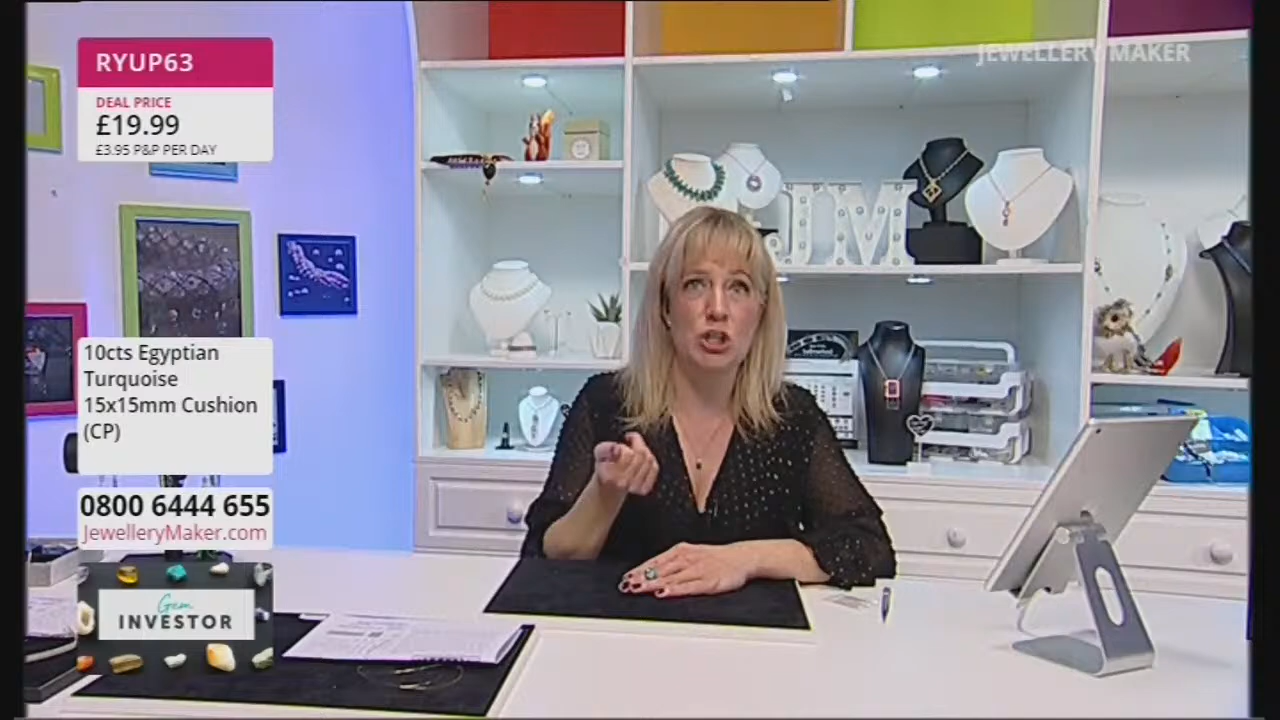 RYUP63
DEAL PRICE
£19.99
£3.95 P&P PER DAY
JEWELLERY MAKER
JM
10cts Egyptian
Turquoise
15x15mm Cushion
(CP)
0800 6444 655
JewelleryMaker.com
Gem
INVESTOR